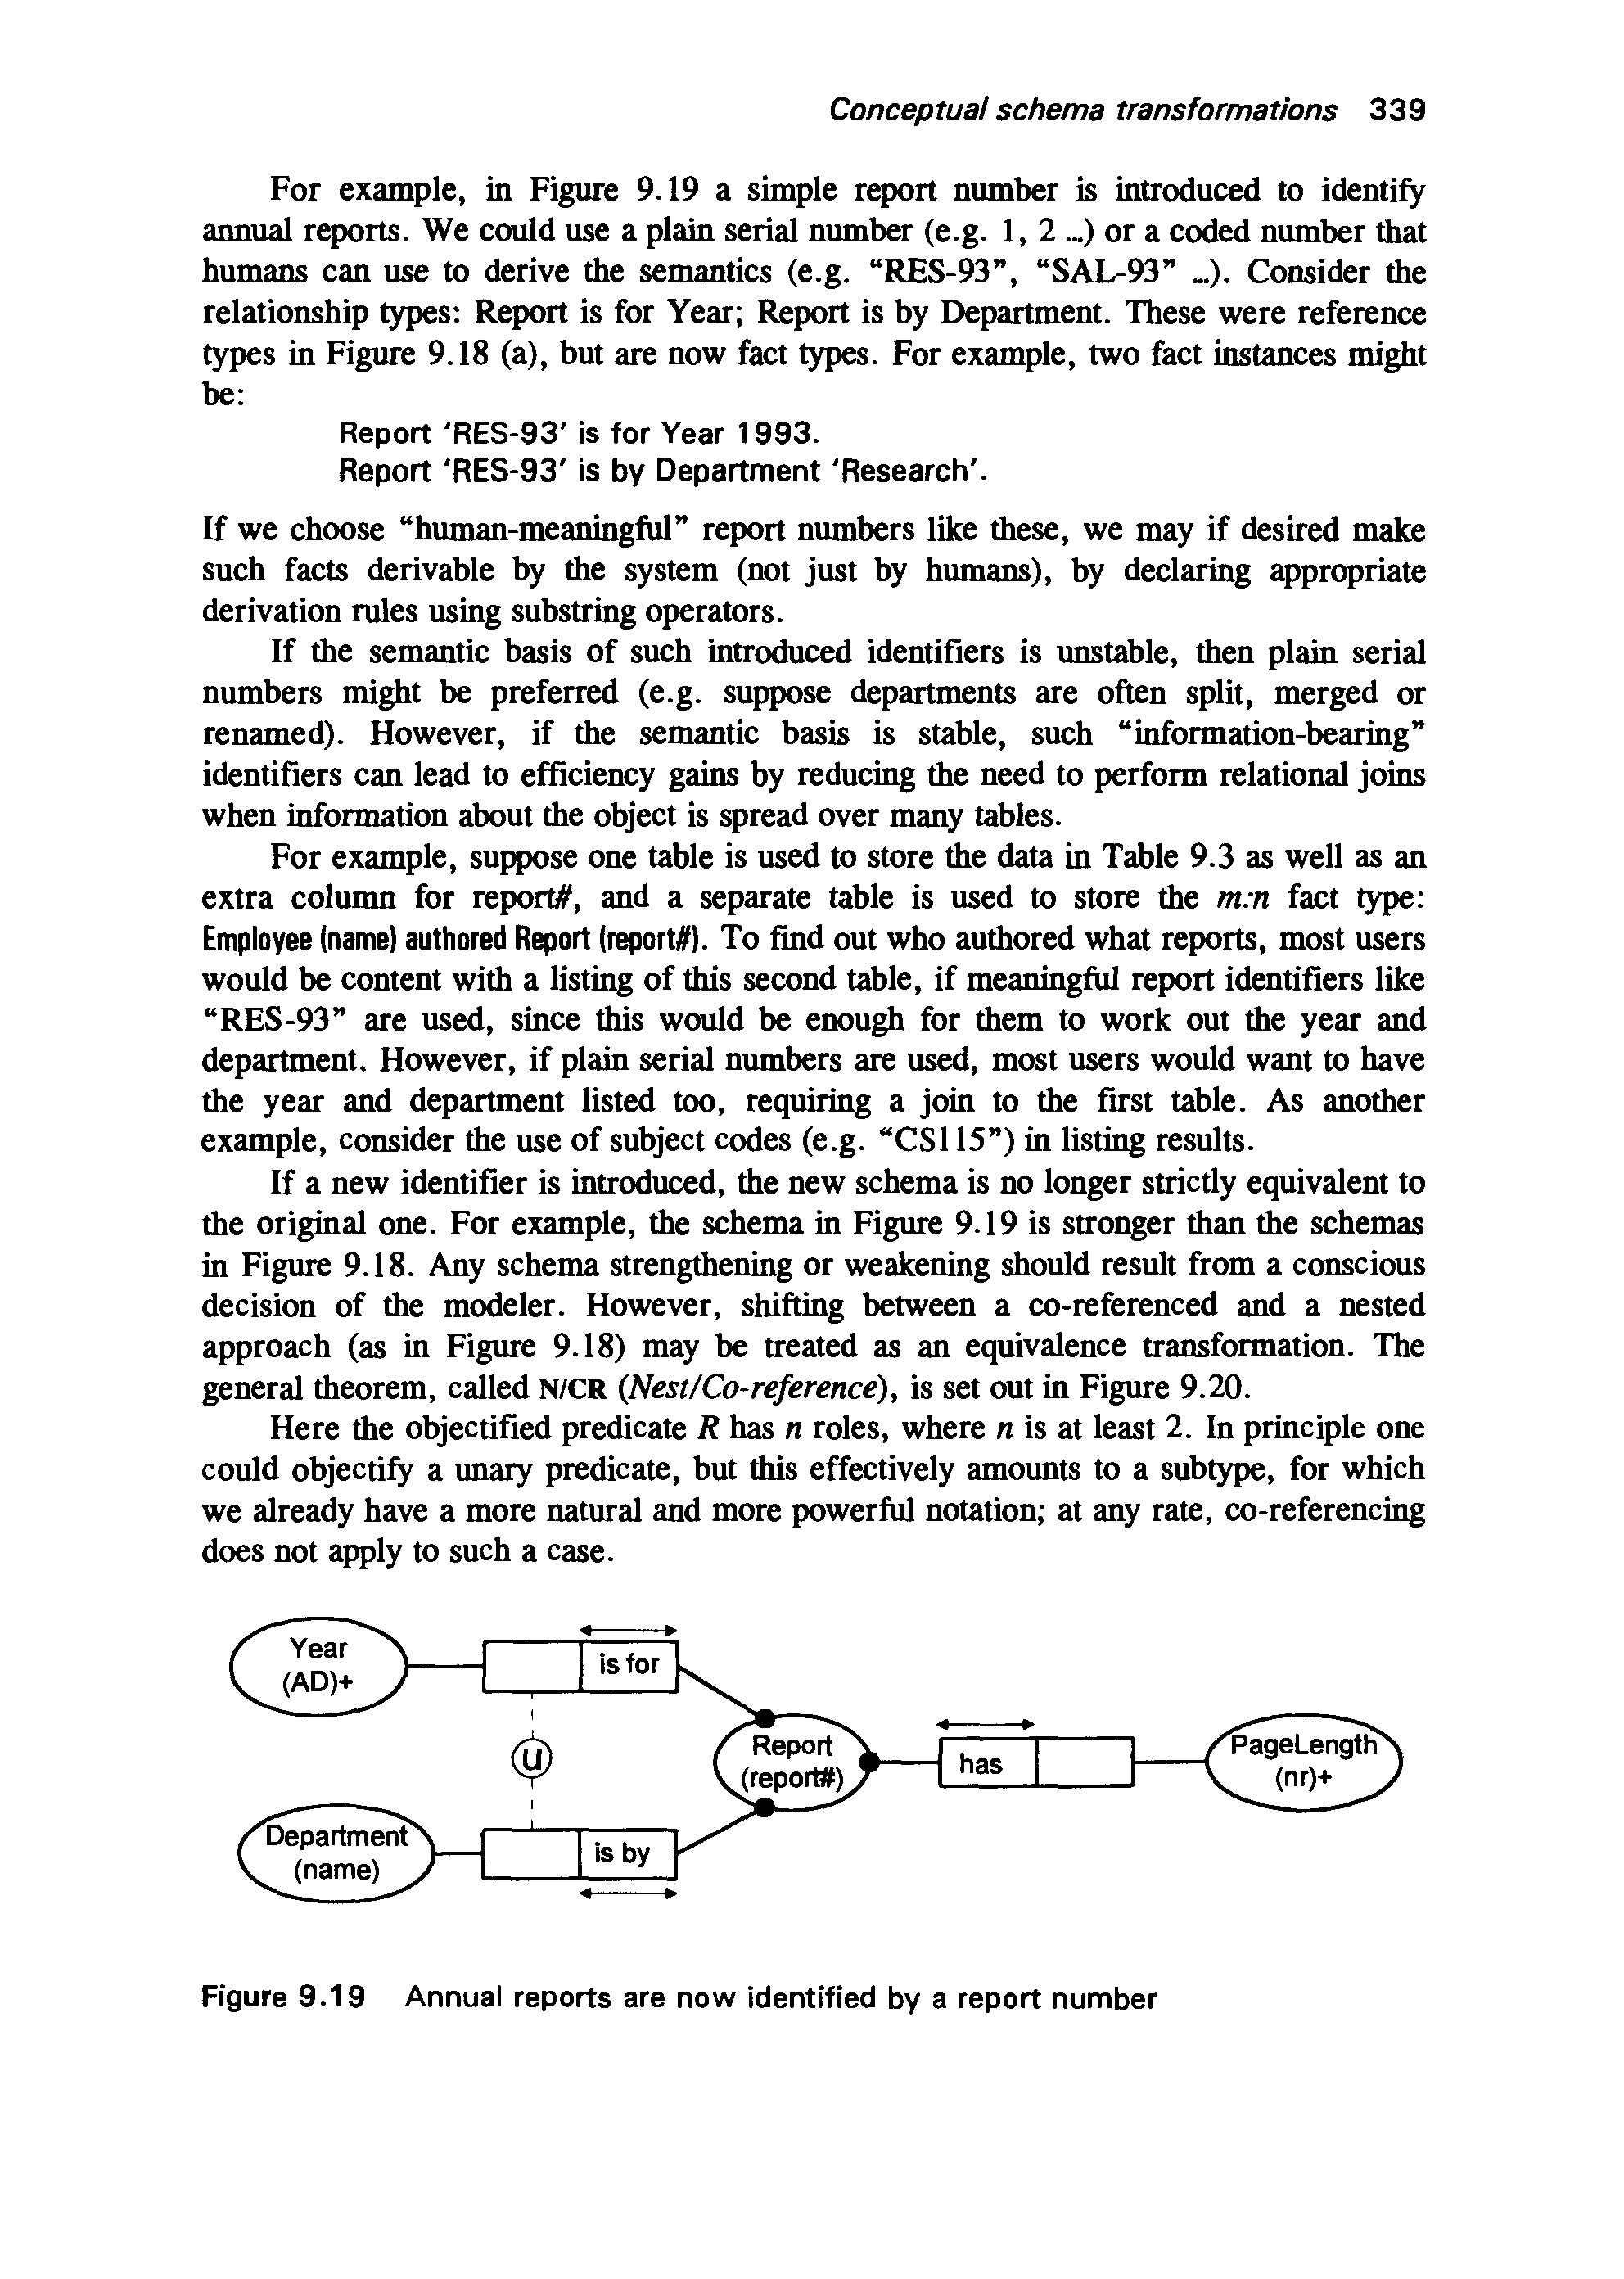 Conceptual schema transformations 339
For example, in Figure 9.19 a simple report number is introduced to identify
annual reports. We could use a plain serial number (e.g. 1, 2 ...) or a coded number that
humans can use to derive the semantics (e.g. “RES-93”, “SAL-93” ...). Consider the
relationship types: Report is for Year; Report is by Department. These were reference
types in Figure 9.18 (a), but are now fact types. For example, two fact instances might
be:
Report 'RES-93' is for Year 1993.
Report 'RES-93' is by Department 'Research'.
If we choose “human-meaningful” report numbers like these, we may if desired make
such facts derivable by the system (not just by humans), by declaring appropriate
derivation rules using substring operators.
If the semantic basis of such introduced identifiers is unstable, then plain serial
numbers might be preferred (e.g. suppose departments are often split, merged or
renamed). However, if the semantic basis is stable, such “information-bearing”
identifiers can lead to efficiency gains by reducing the need to perform relational joins
when information about the object is spread over many tables.
For example, suppose one table is used to store the data in Table 9.3 as well as an
extra column for report#, and a separate table is used to store the m:n fact type:
Employee (name) authored Report (report#). To find out who authored what reports, most users
would be content with a listing of this second table, if meaningful report identifiers like
“RES-93” are used, since this would be enough for them to work out the year and
department. However, if plain serial numbers are used, most users would want to have
the year and department listed too, requiring a join to the first table. As another
example, consider the use of subject codes (e.g. “CS115”) in listing results.
If a new identifier is introduced, the new schema is no longer strictly equivalent to
the original one. For example, the schema in Figure 9.19 is stronger than the schemas
in Figure 9.18. Any schema strengthening or weakening should result from a conscious
decision of the modeler. However, shifting between a co-referenced and a nested
approach (as in Figure 9.18) may be treated as an equivalence transformation. The
general theorem, called N/CR (Nest/Co-reference), is set out in Figure 9.20.
Here the objectified predicate R has n roles, where n is at least 2. In principle one
could objectify a unary predicate, but this effectively amounts to a subtype, for which
we already have a more natural and more powerful notation; at any rate, co-referencing
does not apply to such a case.
Year
(AD)+
is for
u
Report
(report#)
has
PageLength
(nr)+
Department
(name)
is by
Figure 9.19 Annual reports are now identified by a report number